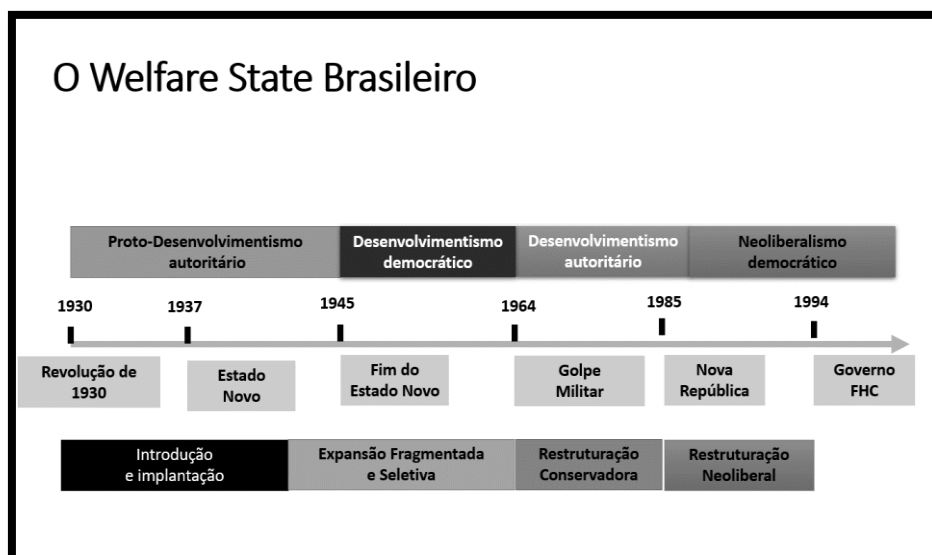 O Welfare State Brasileiro
Proto-Desenvolvimentismo
autoritário
Desenvolvimentismo
democrático
Desenvolvimentismo
autoritário
Neoliberalismo
democrático
1930
1937
1945
1964
1985
1994
Revolução de
1930
Estado
Novo
Fim do
Estado Novo
Golpe
Militar
Nova
República
Governo
FHC
Introdução
e implantação
Expansão Fragmentada
e Seletiva
Restruturação
Conservadora
Restruturação
Neoliberal